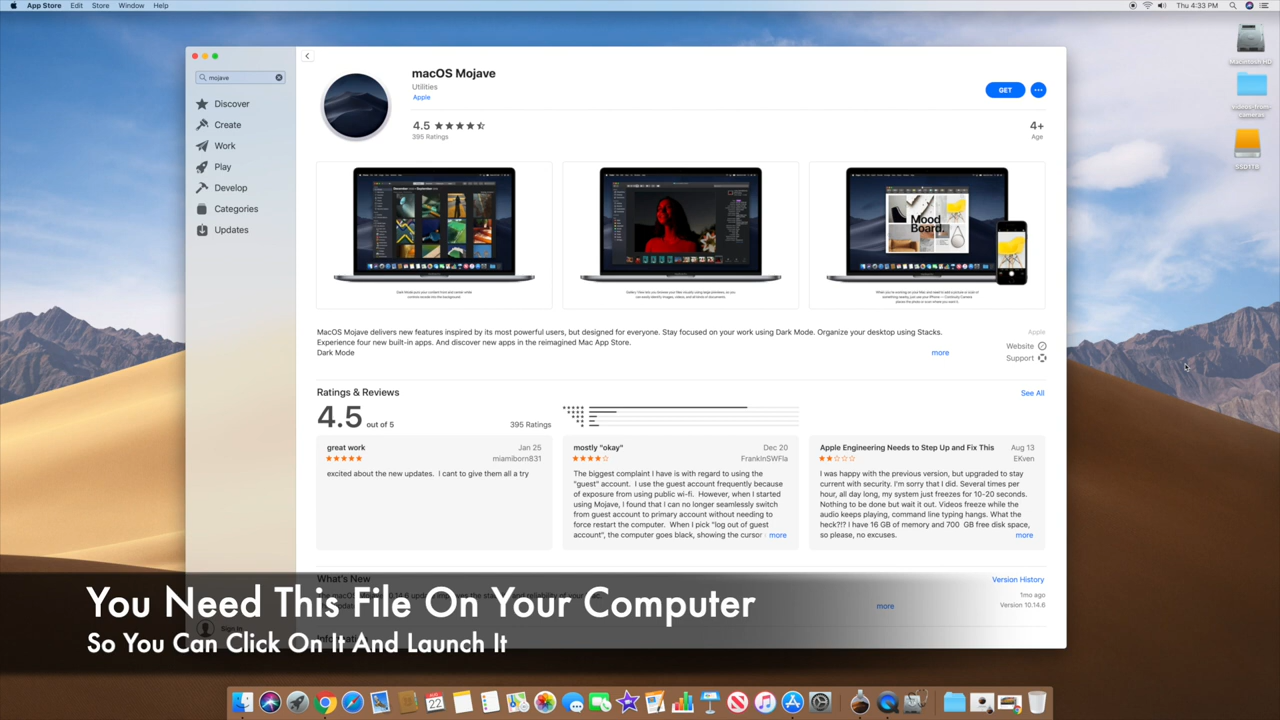 App Store Edit Store Window Help
Thu 4:33 PM
Macintosh HD
mojave
Discover
Create
Work
Play
Develop
Categories
Updates
macOS Mojave
Utilities
Apple
GET
4.5
395 Ratings
4+
Age
Mood
Board.
MacOS Mojave delivers new features inspired by its most powerful users, but designed for everyone. Stay focused on your work using Dark Mode. Organize your desktop using Stacks.
Experience four new built-in apps. And discover new apps in the reimagined Mac App Store.
Dark Mode
more
Apple
Website
Support
Ratings & Reviews
See All
4.5 out of 5
395 Ratings
great work
Jan 25
miamiborn831
excited about the new updates. I cant to give them all a try
mostly "okay"
Dec 20
FrankInSWFla
The biggest complaint I have is with regard to using the
"guest" account. I use the guest account frequently because
of exposure from using public wi-fi. However, when I started
using Mojave, I found that I can no longer seamlessly switch
from guest account to primary account without needing to
force restart the computer. When I pick "log out of guest
account", the computer goes black, showing the cursor
more
Apple Engineering Needs to Step Up and Fix This
Aug 13
EKiven
I was happy with the previous version, but upgraded to stay
current with security. I'm sorry that I did. Several times per
hour, all day long, my system just freezes for 10-20 seconds.
Nothing to be done but wait it out. Videos freeze while the
audio keeps playing, command line typing hangs. What the
heck?!? I have 16 GB of memory and 700 GB free disk space,
so please, no excuses.
more
What's New
Version History
more
1mo ago
Version 10.14.6
You Need This File On Your Computer
So You Can Click On It And Launch It